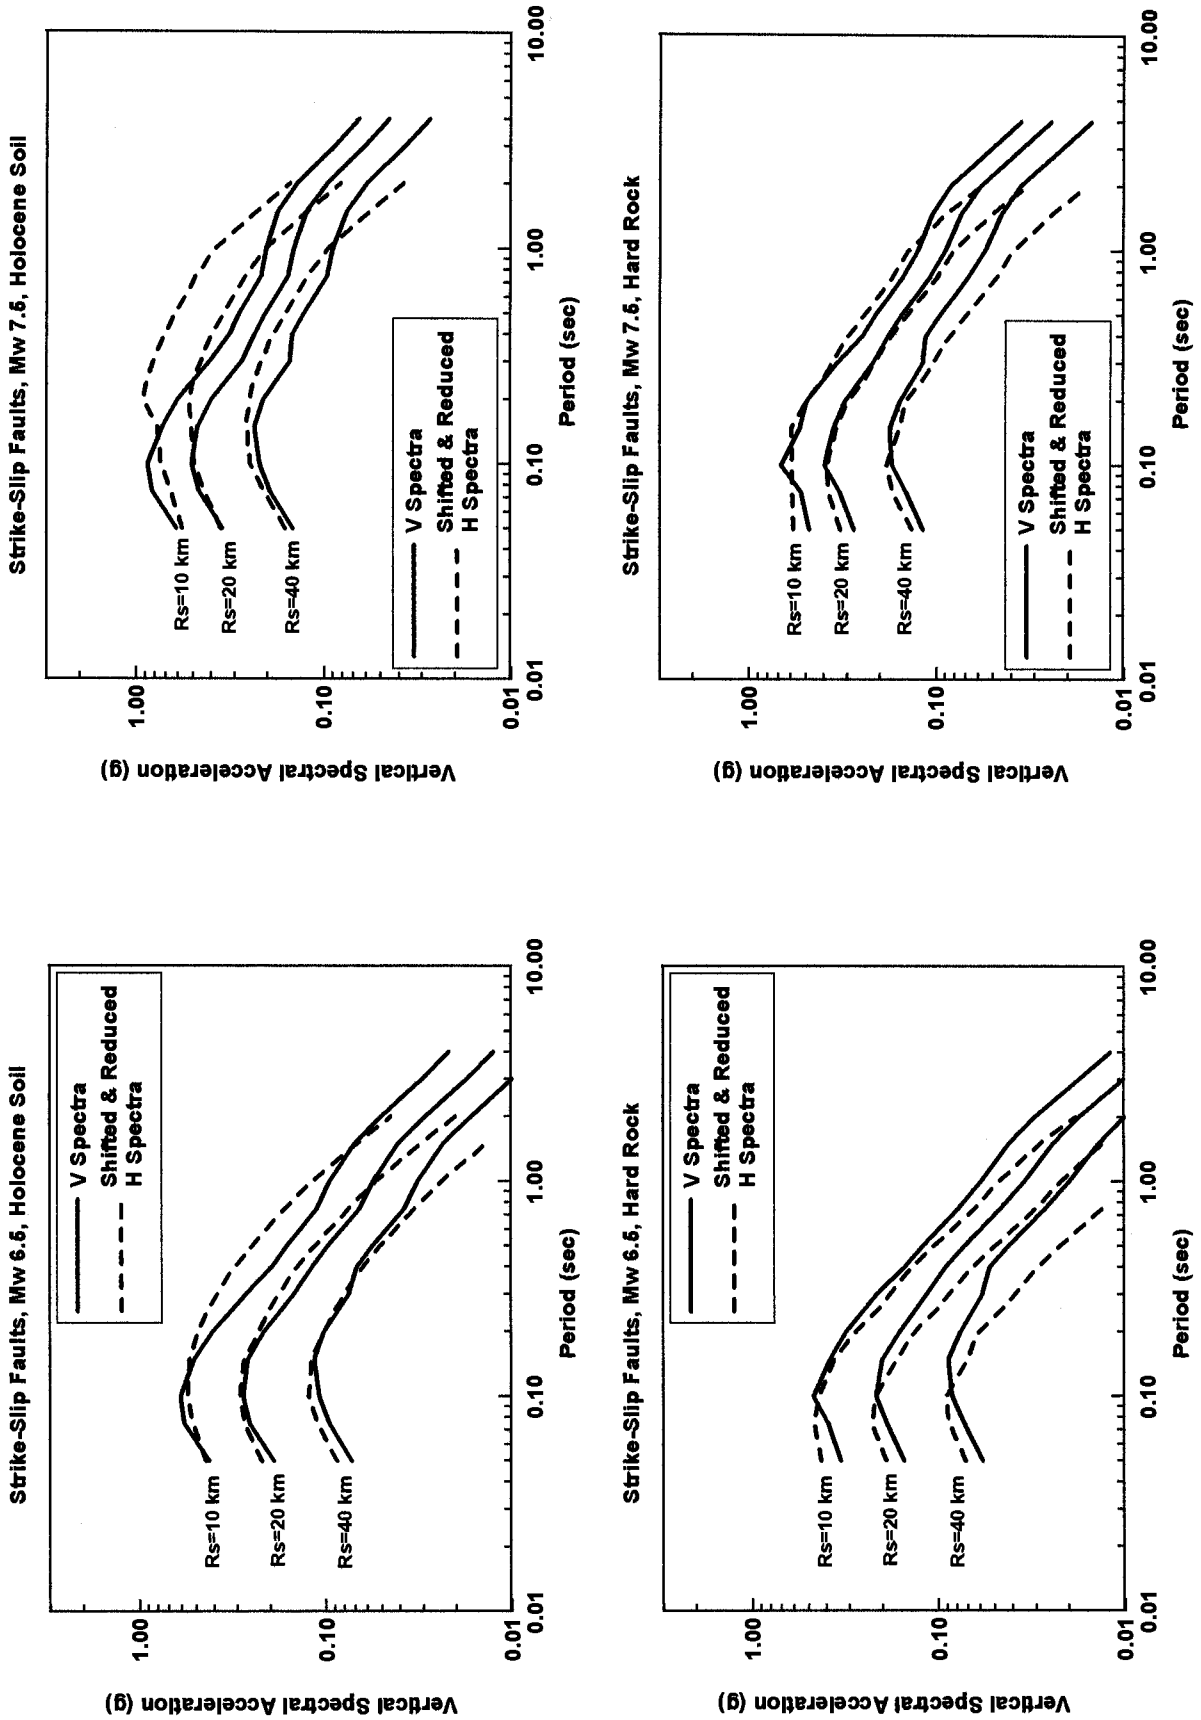 Strike-Slip Faults, Mw 6.5, Holocene Soil
Vertical Spectral Acceleration (g)
1.00
0.10
0.01
V Spectra
Shifted & Reduced
H Spectra
Rs=10 km
Rs=20 km
Rs=40 km
0.01
0.10
1.00
10.00
Period (sec)
Strike-Slip Faults, Mw 7.5, Holocene Soil
Vertical Spectral Acceleration (g)
1.00
0.10
0.01
Rs=10 km
Rs=20 km
Rs=40 km
V Spectra
Shifted & Reduced
H Spectra
0.01
0.10
1.00
10.00
Period (sec)
Strike-Slip Faults, Mw 6.5, Hard Rock
Vertical Spectral Acceleration (g)
1.00
0.10
0.01
V Spectra
Shifted & Reduced
H Spectra
Rs=10 km
Rs=20 km
Rs=40 km
0.01
0.10
1.00
10.00
Period (sec)
Strike-Slip Faults, Mw 7.5, Hard Rock
Vertical Spectral Acceleration (g)
1.00
0.10
0.01
Rs=10 km
Rs=20 km
Rs=40 km
V Spectra
Shifted & Reduced
H Spectra
0.01
0.10
1.00
10.00
Period (sec)